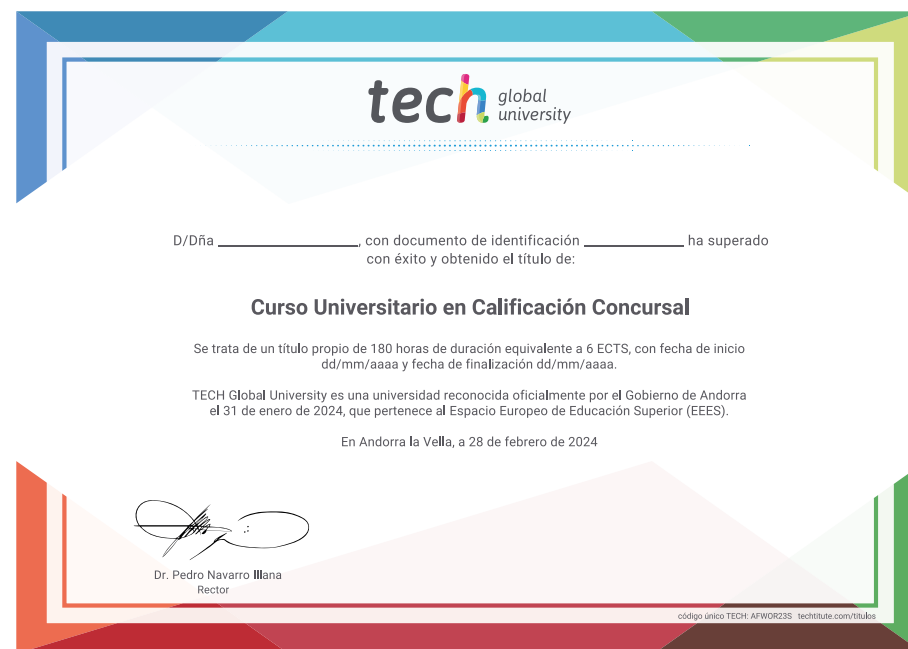 tech global university
D/Dña ____________________, con documento de identificación ______________ ha superado
con éxito y obtenido el título de:
Curso Universitario en Calificación Concursal
Se trata de un título propio de 180 horas de duración equivalente a 6 ECTS, con fecha de inicio
dd/mm/aaaa y fecha de finalización dd/mm/aaaa.
TECH Global University es una universidad reconocida oficialmente por el Gobierno de Andorra
el 31 de enero de 2024, que pertenece al Espacio Europeo de Educación Superior (EEES).
En Andorra la Vella, a 28 de febrero de 2024
Dr. Pedro Navarro Illana
Rector
código único TECH: AFWOR23S techtitute.com/titulos